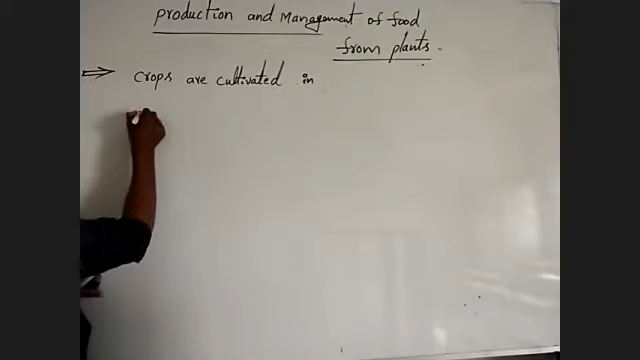 production and Management of food
from plants.
⇒ crops are cultivated in